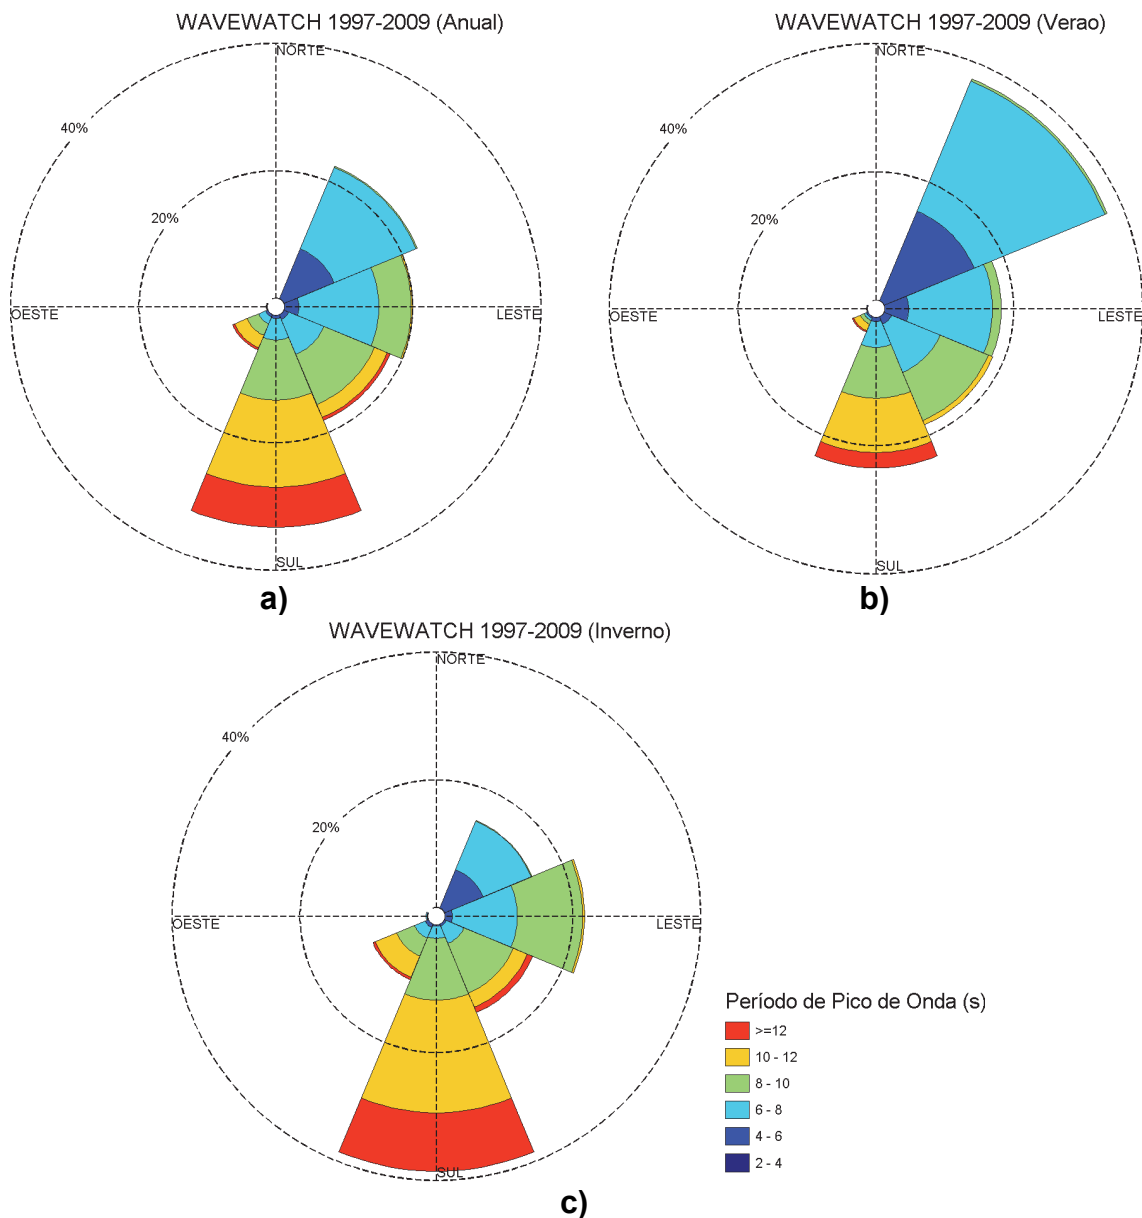 WAVEWATCH 1997-2009 (Anual)
NORTE
40%
20%
OESTE
LESTE
SUL
a)
WAVEWATCH 1997-2009 (Verao)
NORTE
40%
20%
OESTE
LESTE
SUL
b)
WAVEWATCH 1997-2009 (Inverno)
NORTE
40%
20%
OESTE
LESTE
SUL
c)
Período de Pico de Onda (s)
>=12
10 - 12
8 - 10
6 - 8
4 - 6
2 - 4